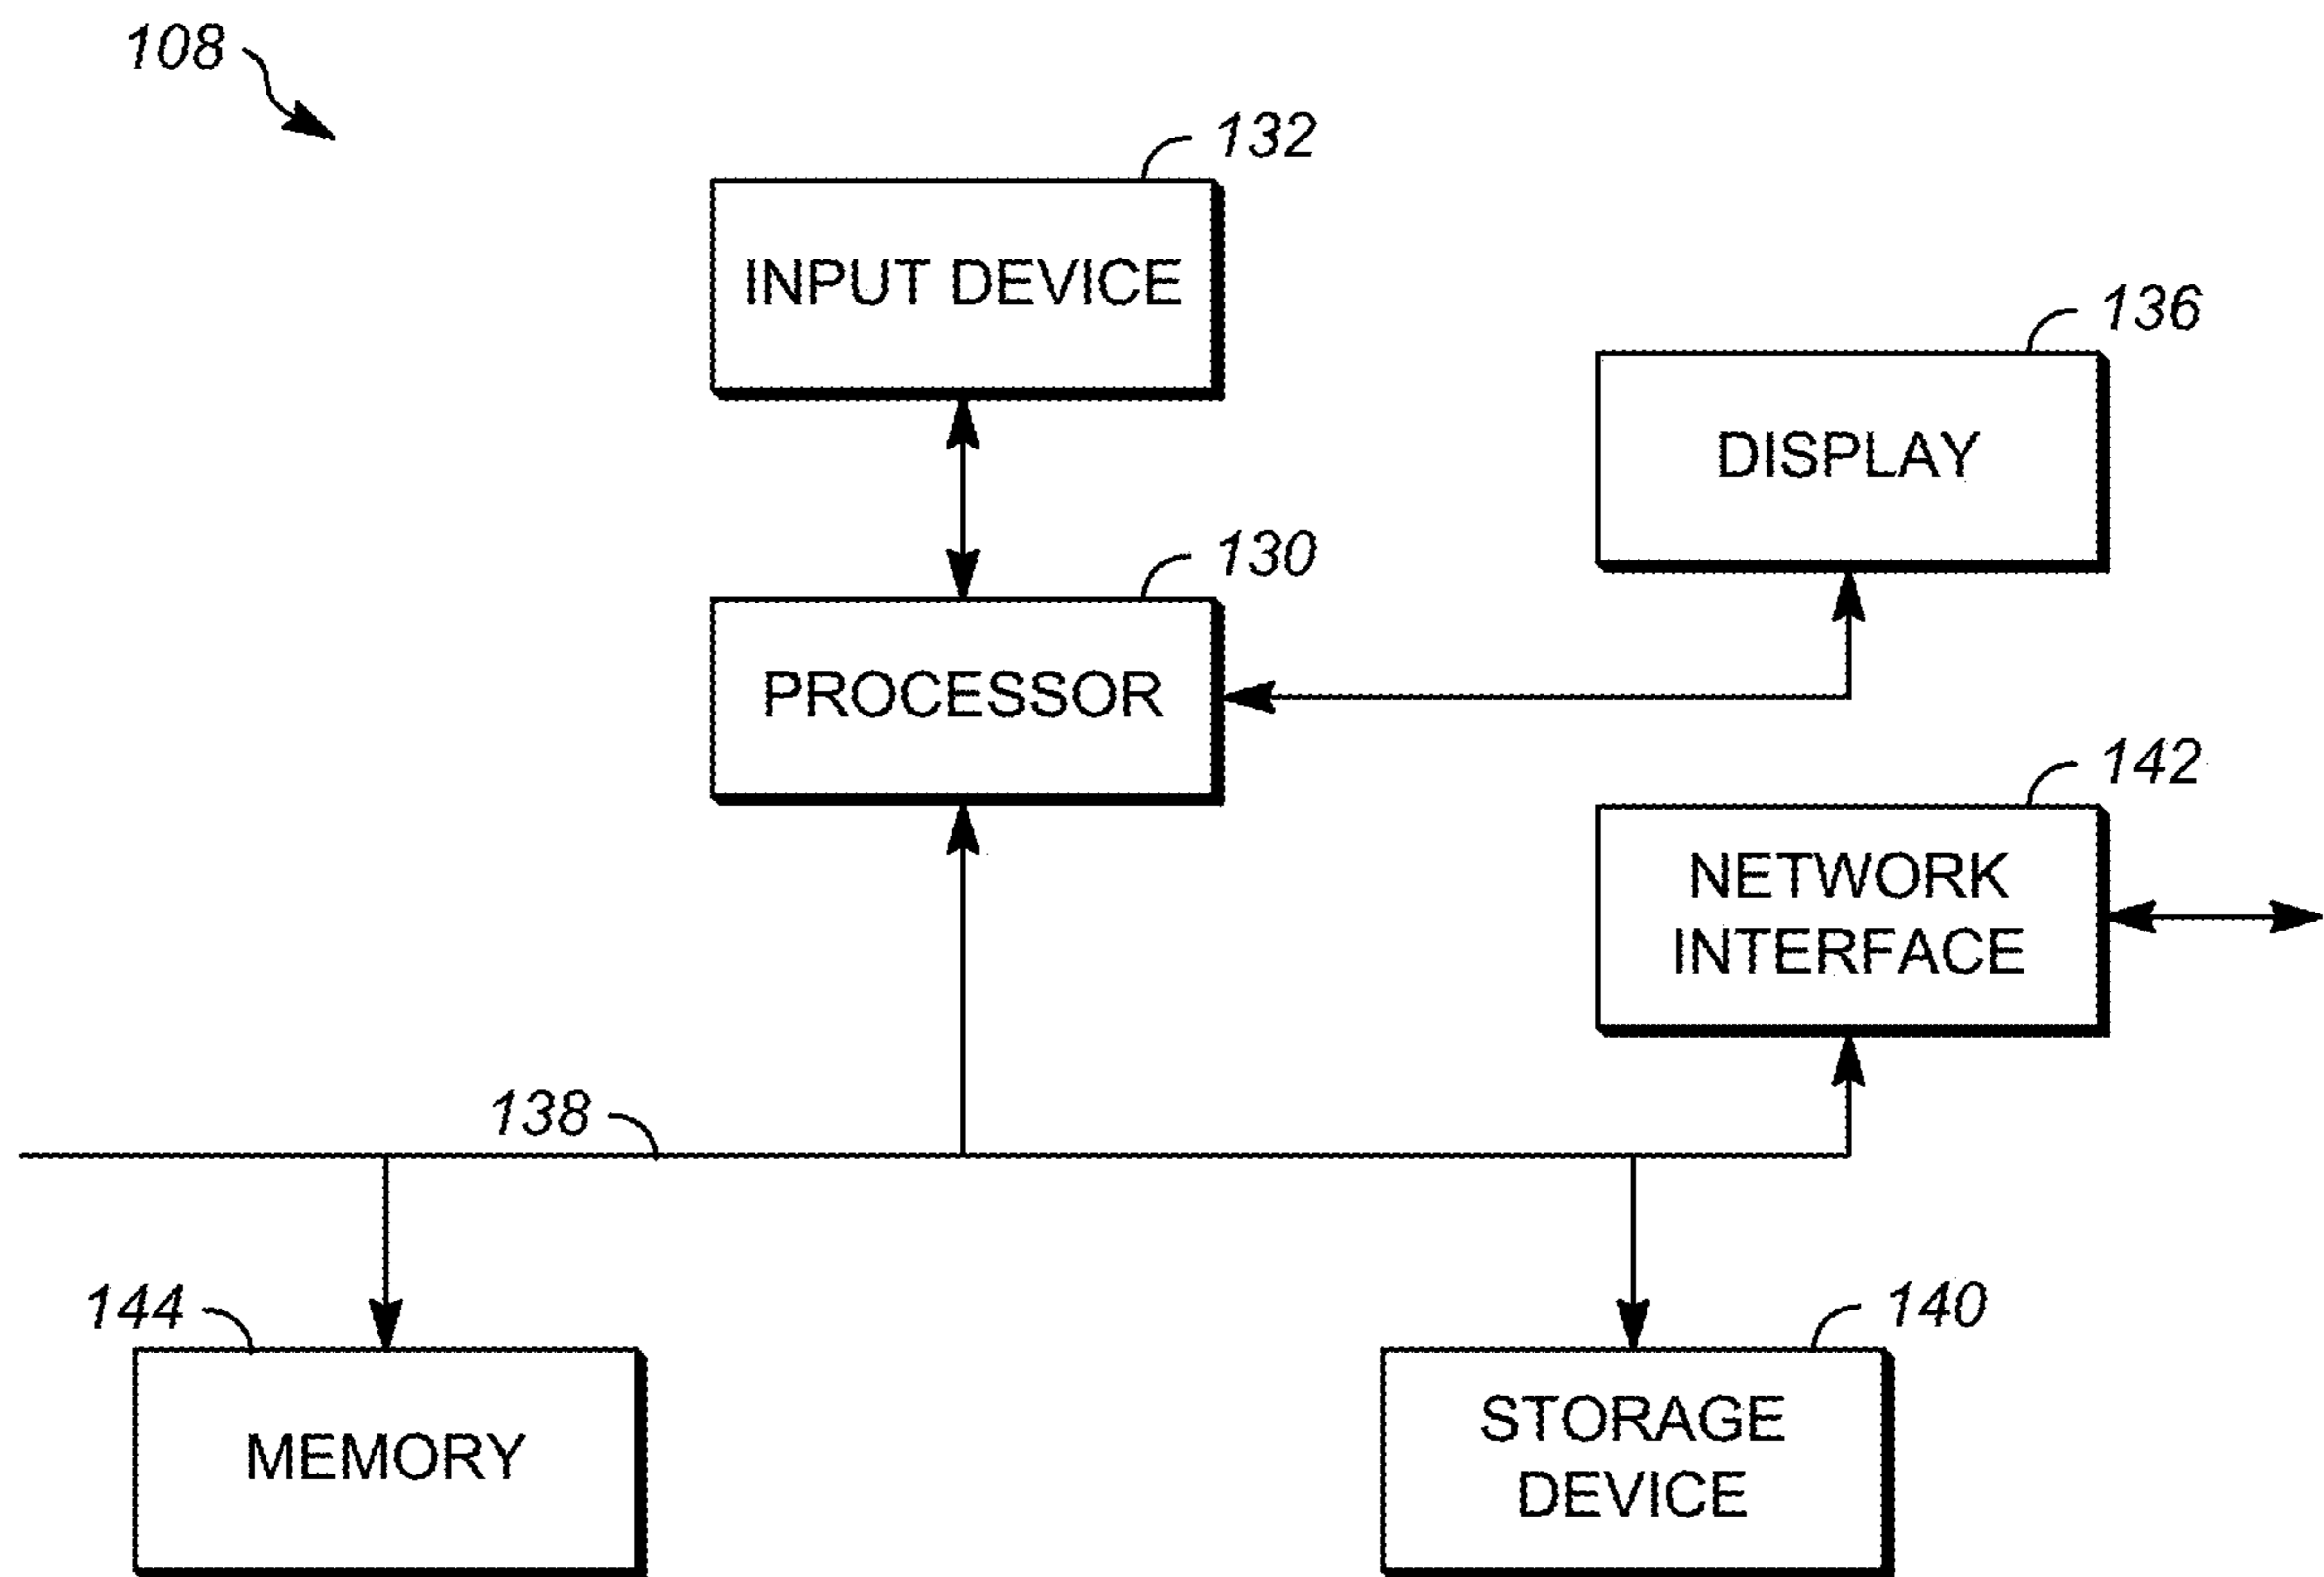 108
132
INPUT DEVICE
136
DISPLAY
130
PROCESSOR
142
NETWORK
INTERFACE
138
144
MEMORY
140
STORAGE
DEVICE